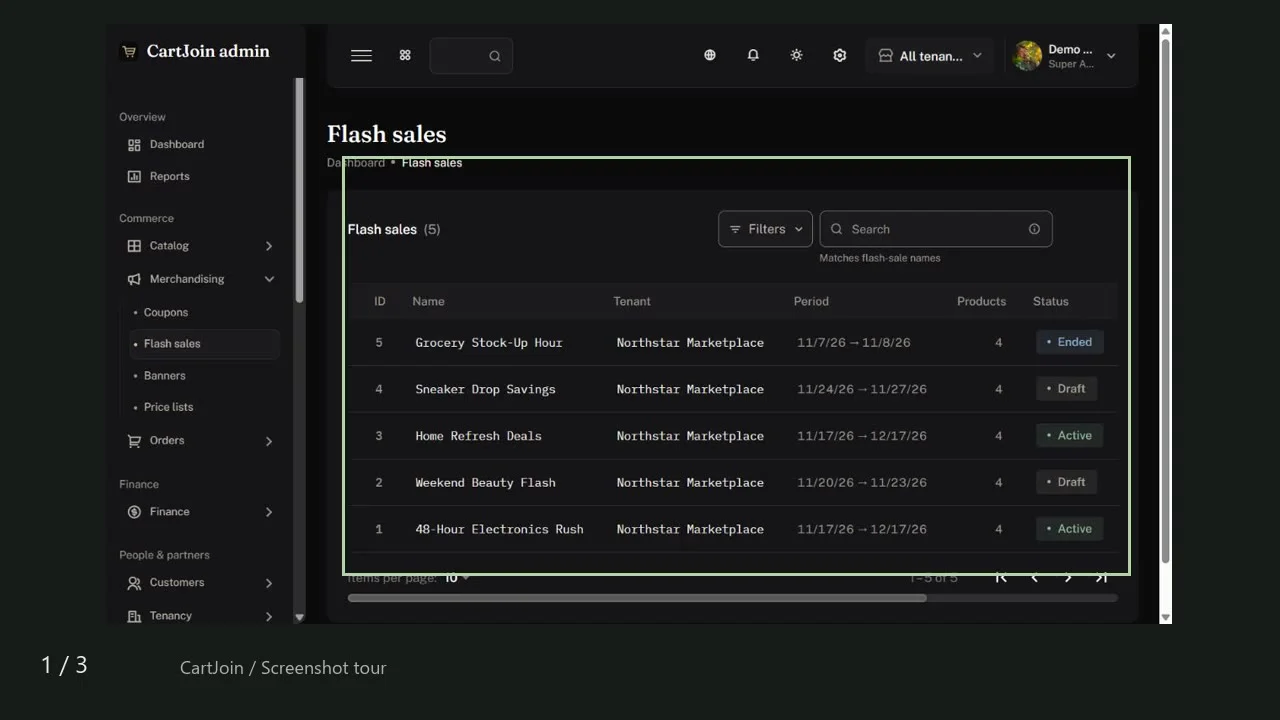 CartJoin admin
All tenan...
Demo ...
Super A...
Overview
Dashboard
Reports
Commerce
Catalog
Merchandising
Coupons
Flash sales
Banners
Price lists
Orders
Finance
Finance
People & partners
Customers
Tenancy
Flash sales
Dashboard • Flash sales
Flash sales (5)
Filters
Search
Matches flash-sale names
ID Name Tenant Period Products Status
5 Grocery Stock-Up Hour Northstar Marketplace 11/7/26 → 11/8/26 4 • Ended
4 Sneaker Drop Savings Northstar Marketplace 11/24/26 → 11/27/26 4 • Draft
3 Home Refresh Deals Northstar Marketplace 11/17/26 → 12/17/26 4 • Active
2 Weekend Beauty Flash Northstar Marketplace 11/20/26 → 11/23/26 4 • Draft
1 48-Hour Electronics Rush Northstar Marketplace 11/17/26 → 12/17/26 4 • Active
Items per page: 10 1 – 5 of 5
1 / 3 CartJoin / Screenshot tour